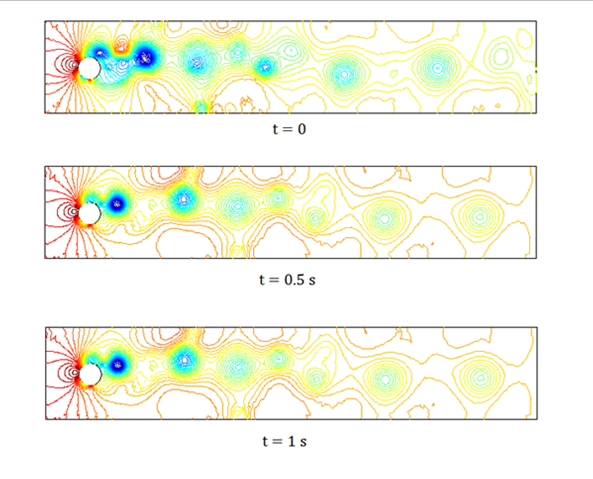 t = 0
t = 0.5 s
t = 1 s